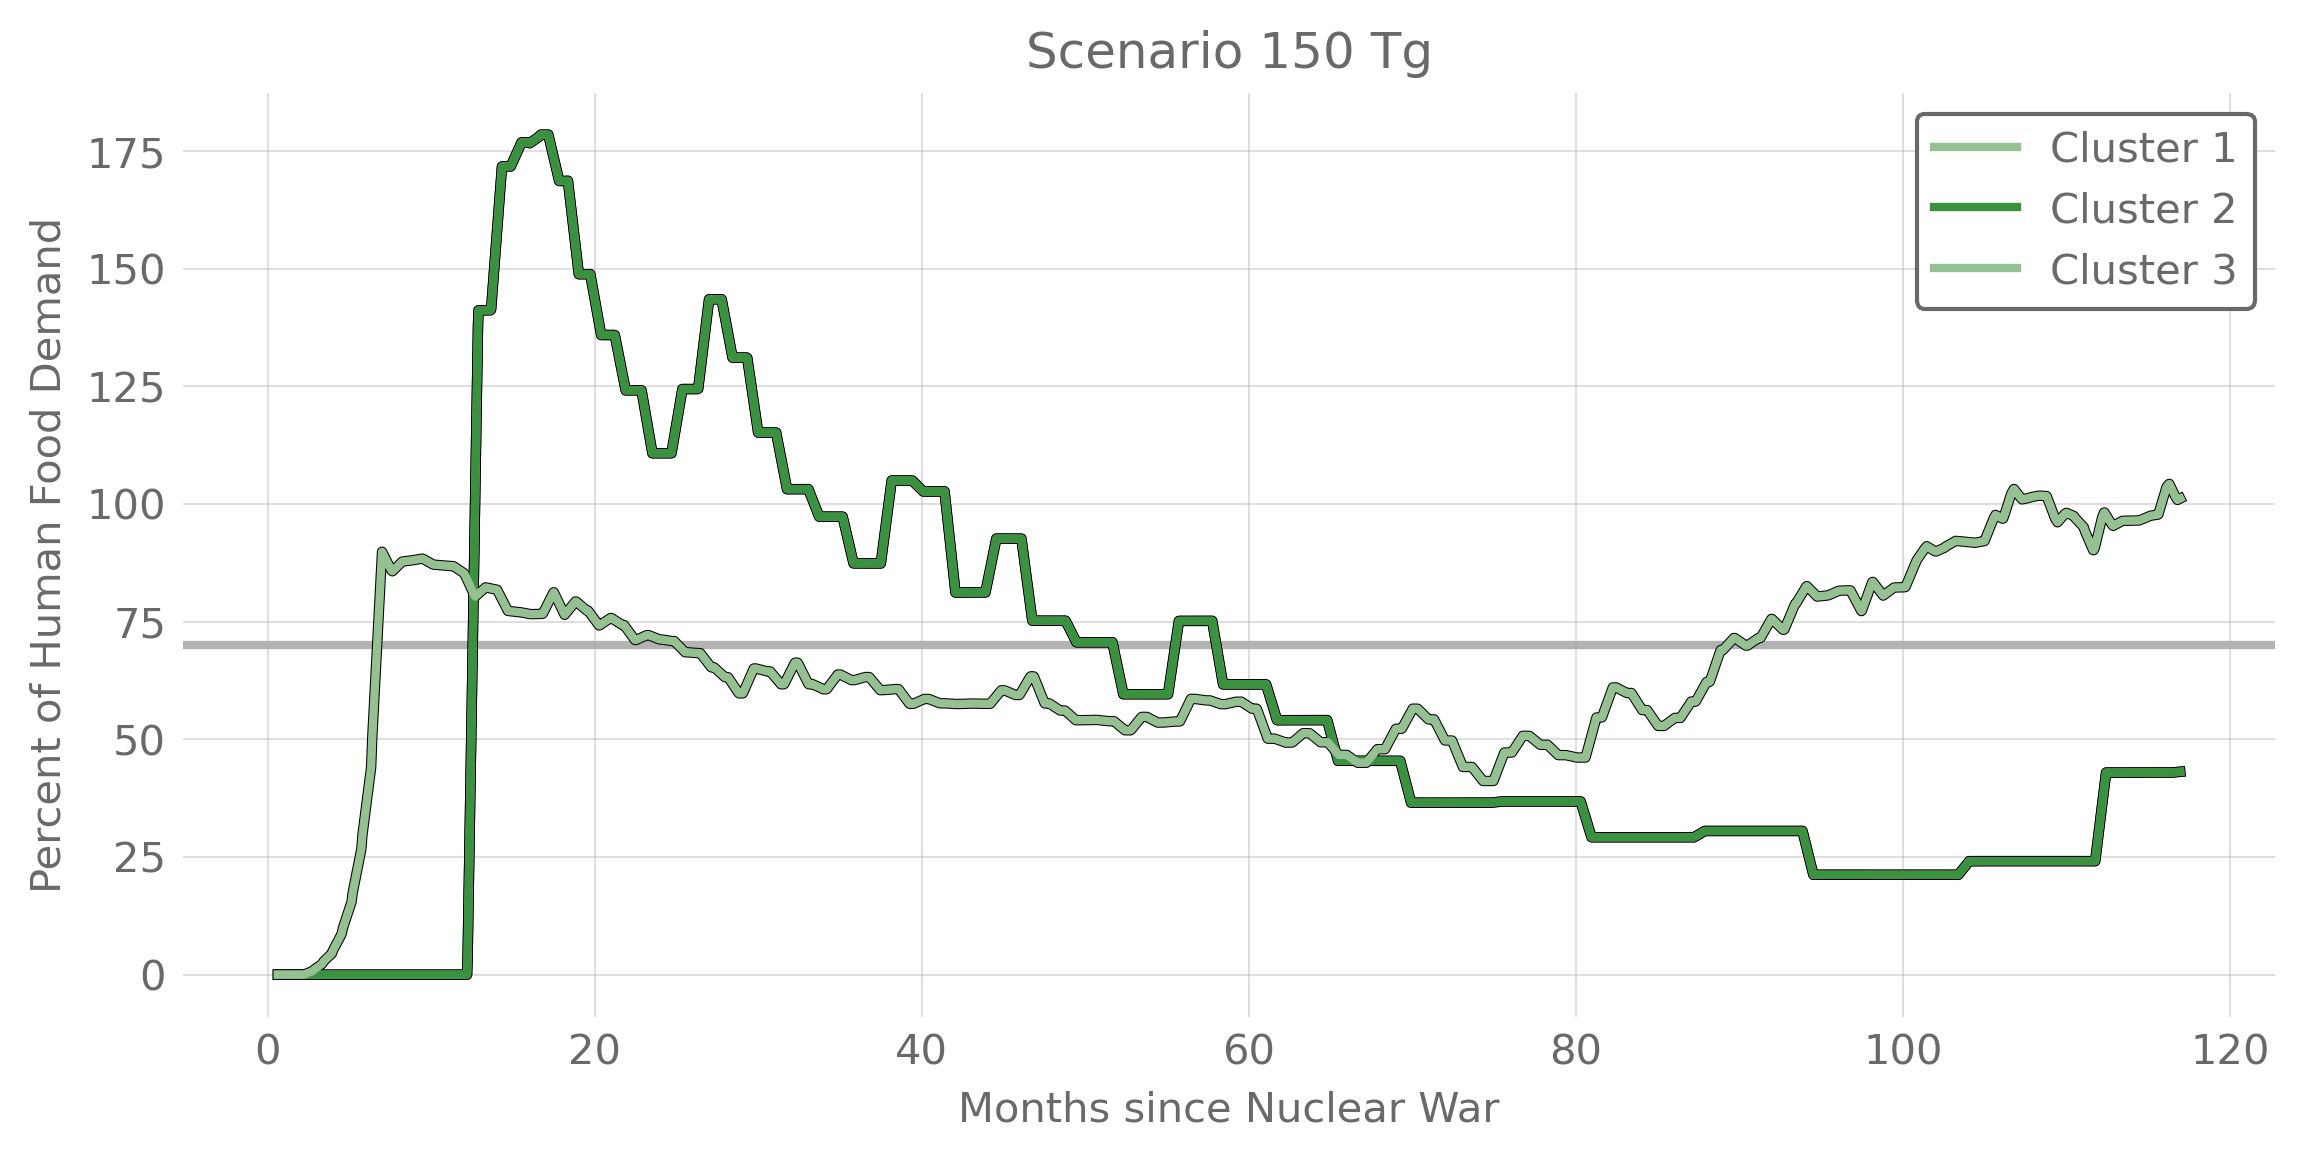 Scenario 150 Tg
Cluster 1
Cluster 2
Cluster 3
Percent of Human Food Demand
175
150
125
100
75
50
25
0
0 20 40 60 80 100 120
Months since Nuclear War